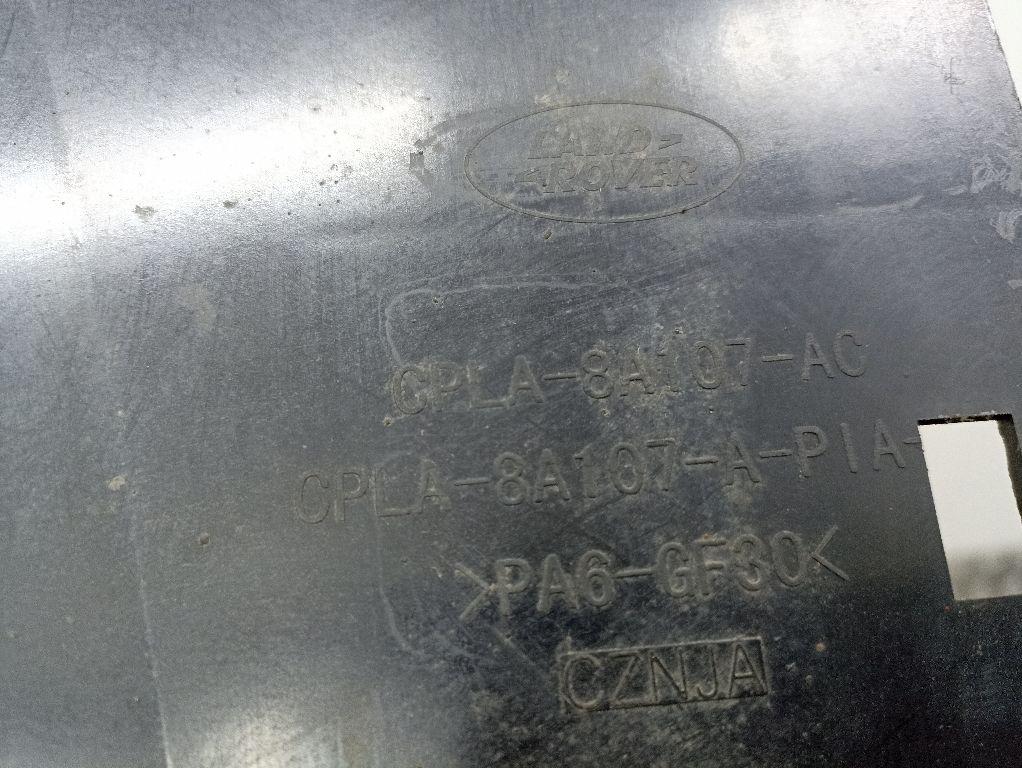 LAND
ROVER
CPLA-8A107-AC
CPLA-8A107-A-PIA-
>PA6-GF30<
CZNJA